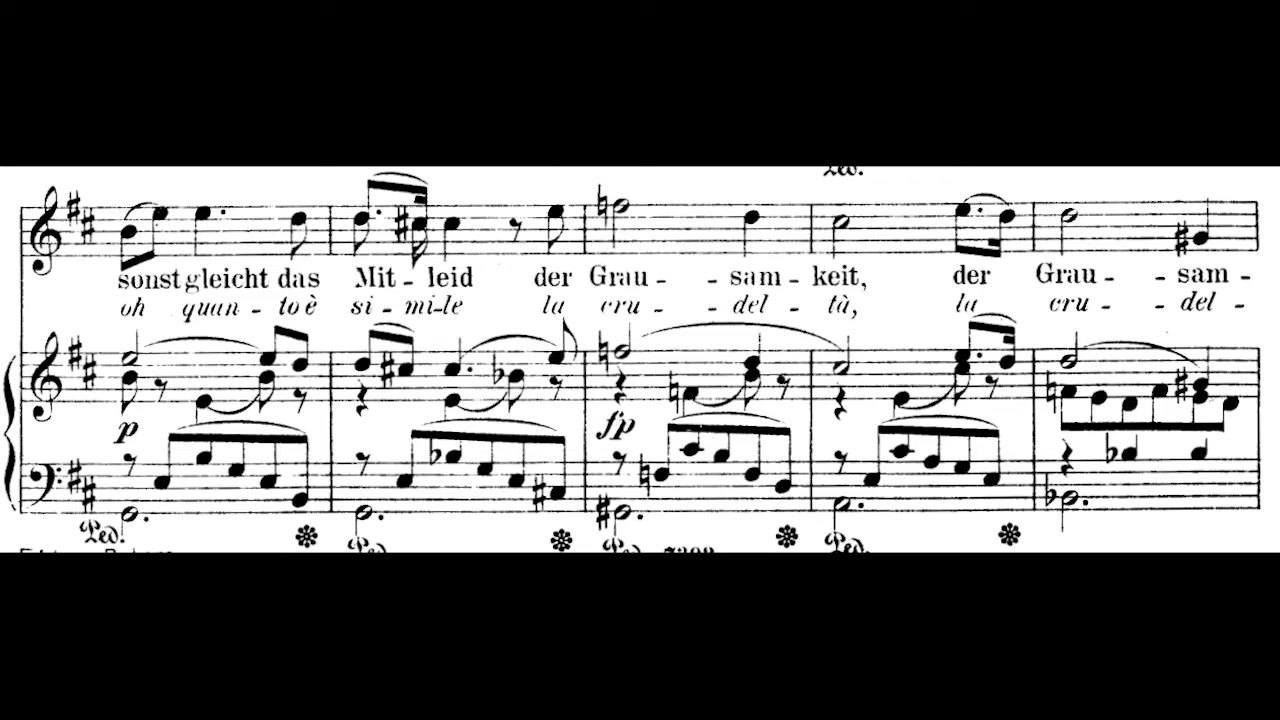 Ped.
sonst gleicht das Mit - leid der Grau - - sam - keit, der Grau - - sam -
oh quan - to è si - mi - le la cru - - del - tà, la cru - - del -
p fp
Ped. Ped. Ped. Ped.